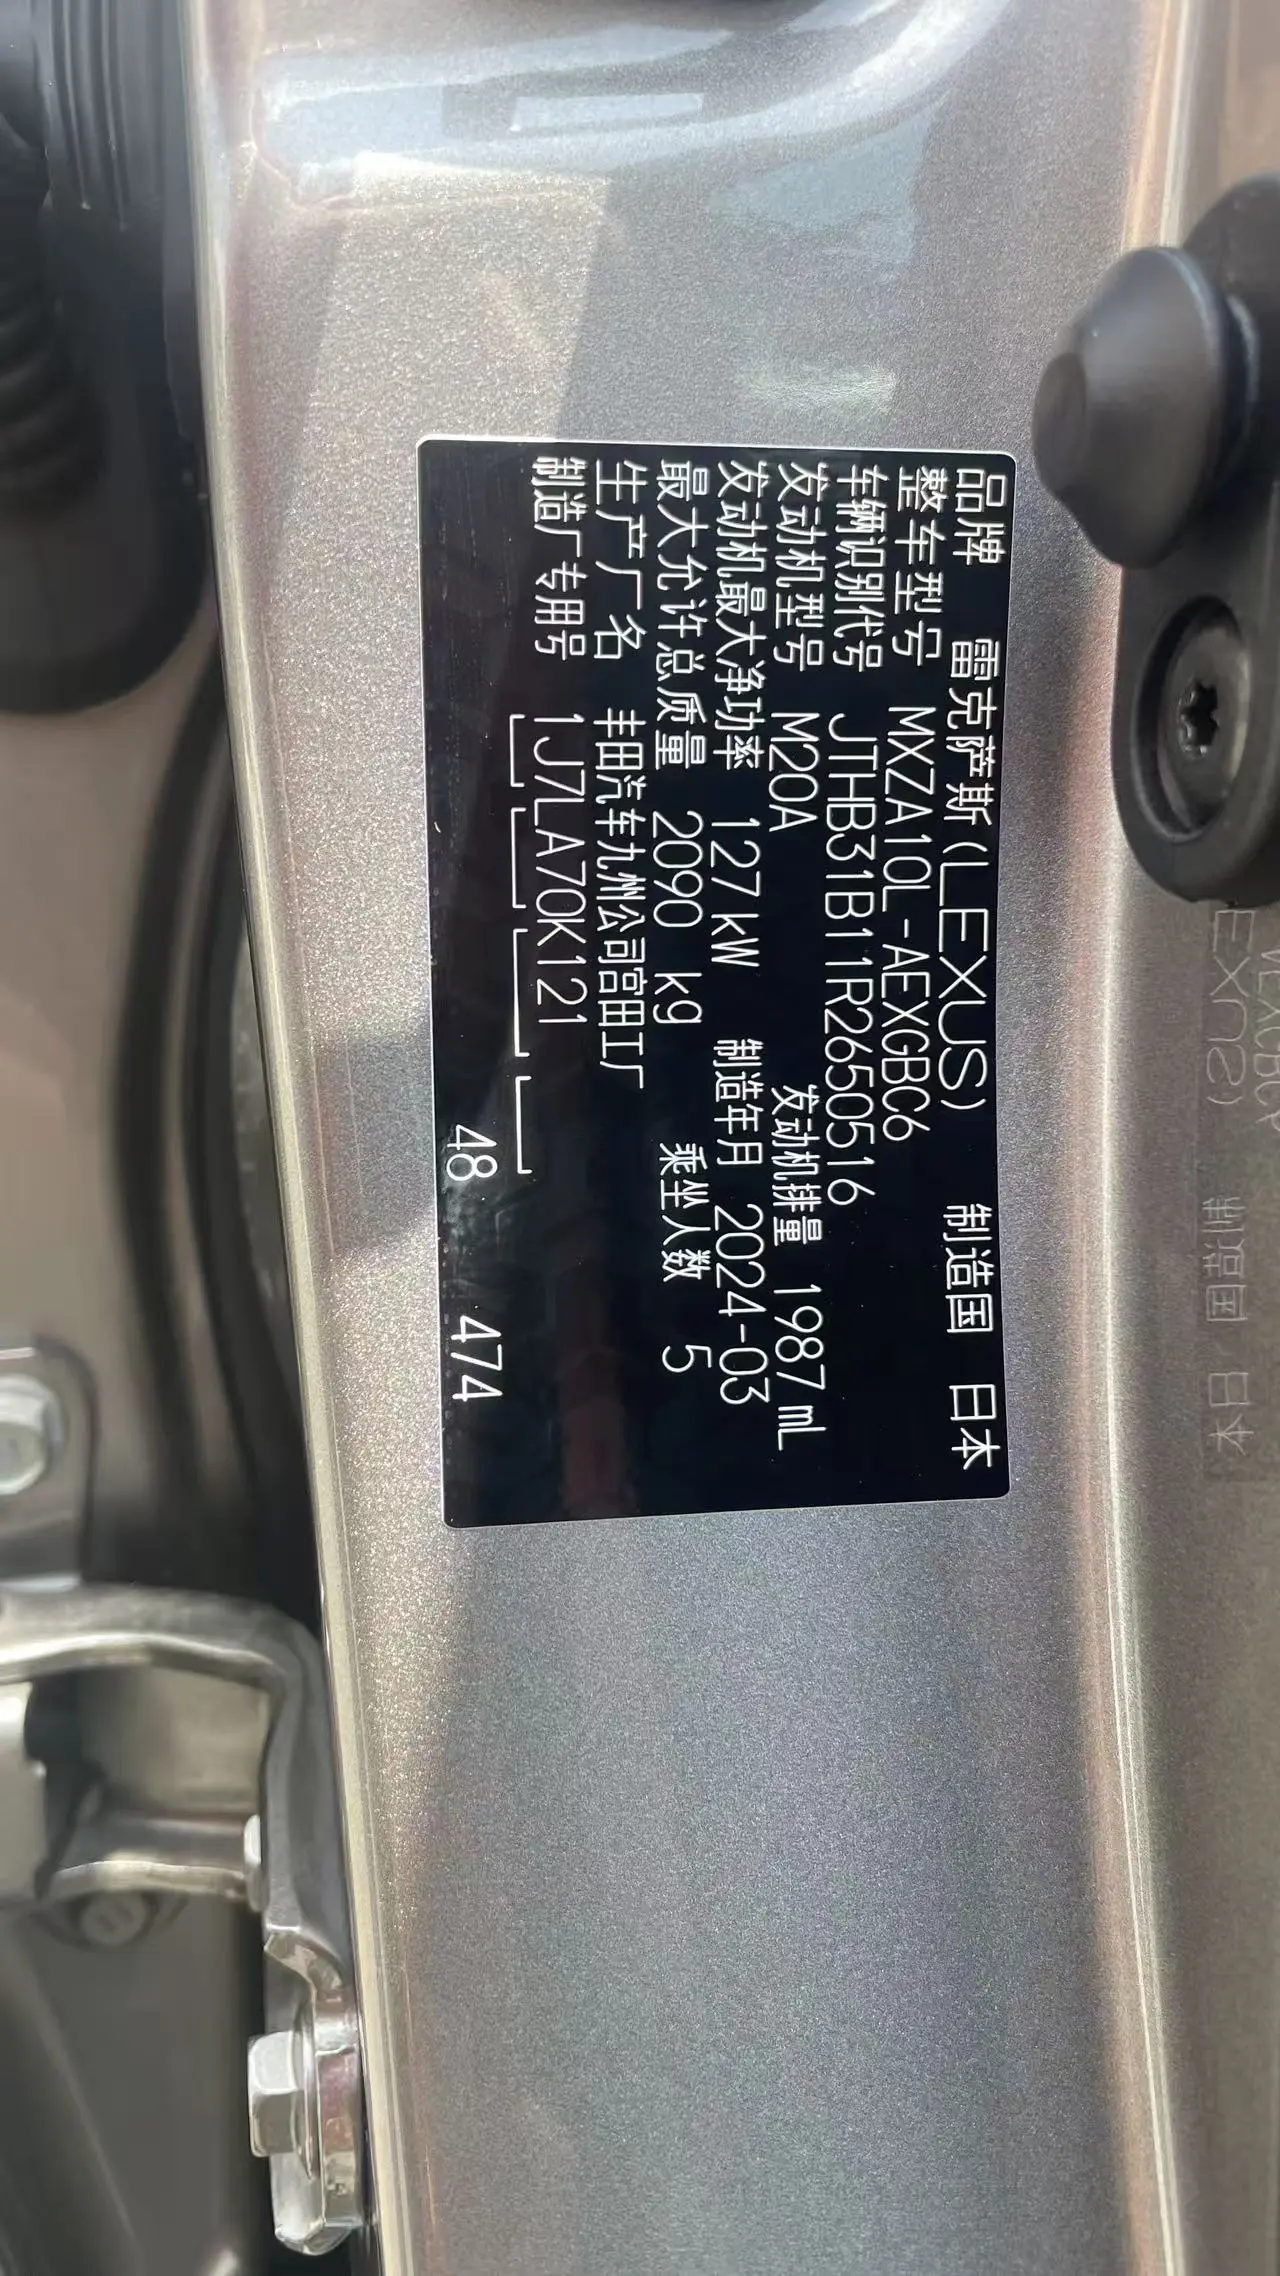 品牌 雷克萨斯(LEXUS) 制造国 日本
整车型号 MXZA10L-AEXGBC6
车辆识别代号 JTHB31B11R2650516
发动机型号 M20A 发动机排量 1987 mL
发动机最大净功率 127 kW 制造年月 2024-03
最大允许总质量 2090 kg 乘坐人数 5
生产厂名 丰田汽车九州公司宫田工厂
制造厂专用号 1J7LA70K121
48 474